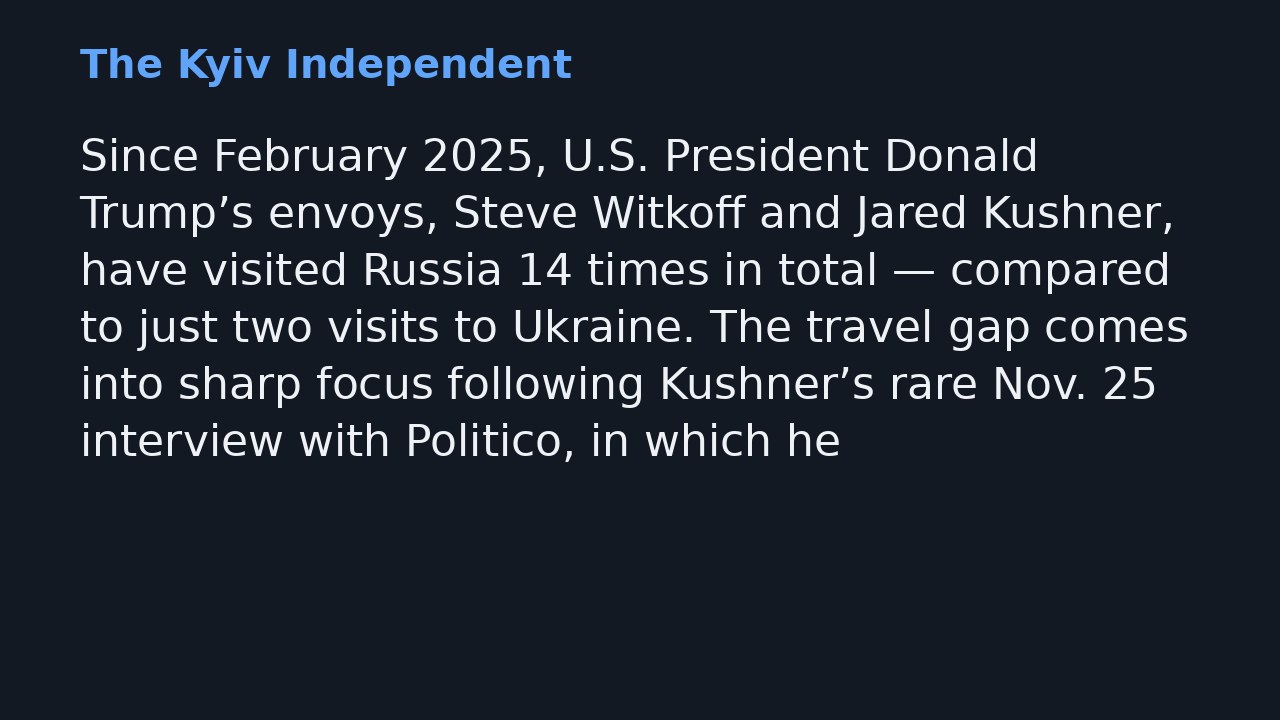 The Kyiv Independent
Since February 2025, U.S. President Donald
Trump’s envoys, Steve Witkoff and Jared Kushner,
have visited Russia 14 times in total — compared
to just two visits to Ukraine. The travel gap comes
into sharp focus following Kushner’s rare Nov. 25
interview with Politico, in which he